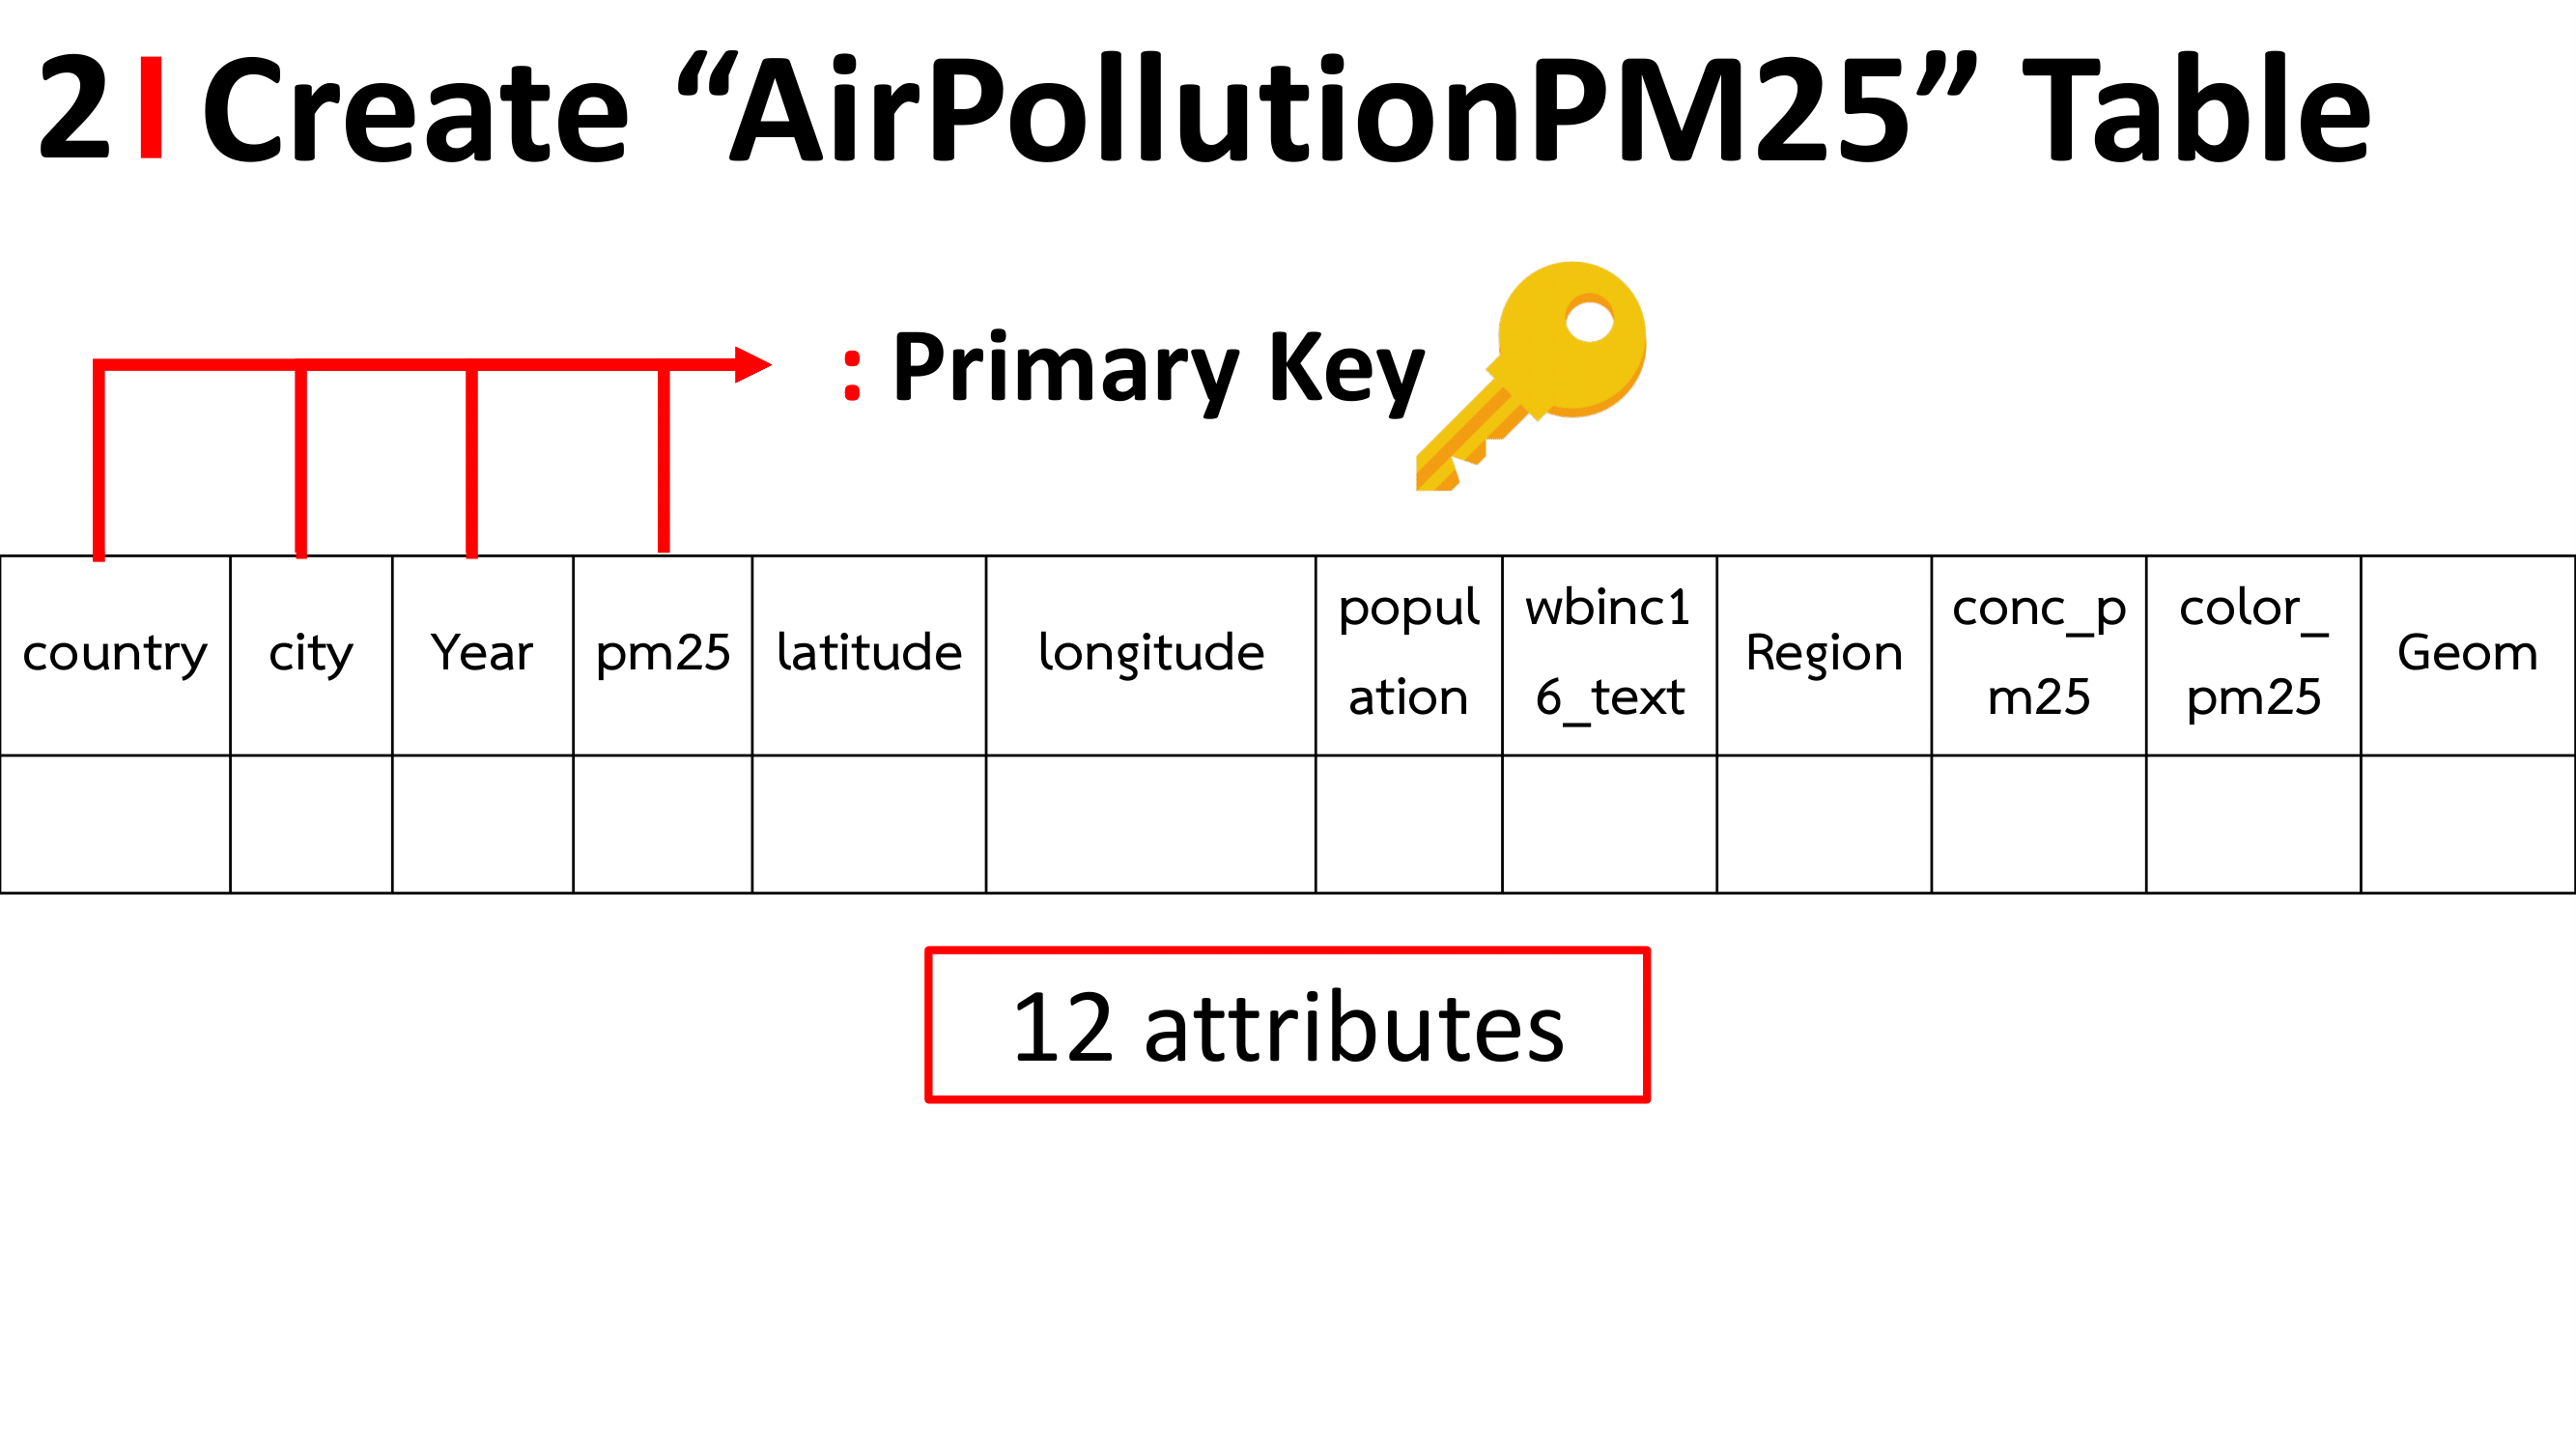 2 I Create “AirPollutionPM25” Table
: Primary Key
country city Year pm25 latitude longitude popul wbinc1 Region conc_p color_ Geom
ation 6_text m25 pm25
12 attributes